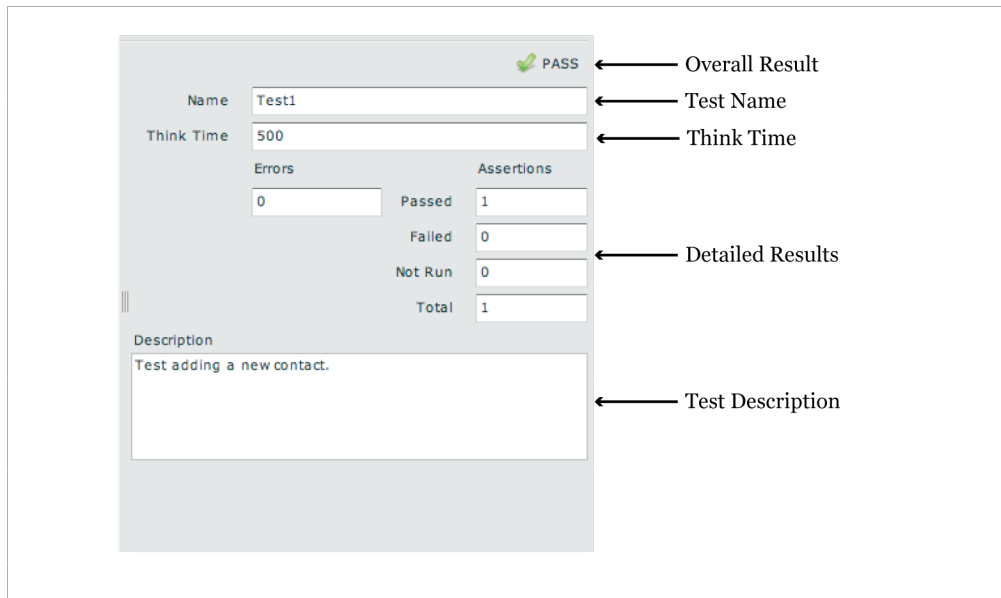 PASS
Overall Result
Name Test1
Test Name
Think Time 500
Think Time
Errors Assertions
0 Passed 1
Failed 0
Detailed Results
Not Run 0
Total 1
Description
Test adding a new contact.
Test Description